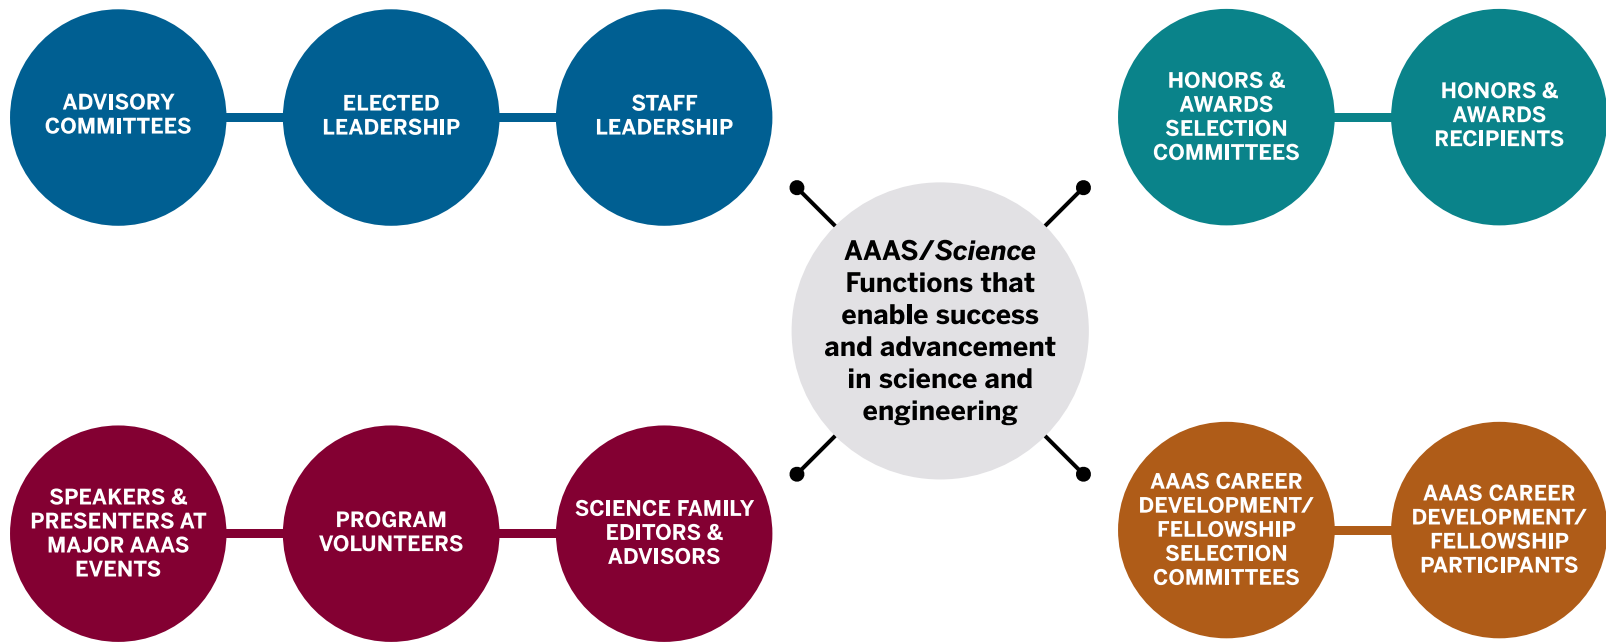 ADVISORY
COMMITTEES
ELECTED
LEADERSHIP
STAFF
LEADERSHIP
HONORS &
AWARDS
SELECTION
COMMITTEES
HONORS &
AWARDS
RECIPIENTS
AAAS/Science
Functions that
enable success
and advancement
in science and
engineering
SPEAKERS &
PRESENTERS AT
MAJOR AAAS
EVENTS
PROGRAM
VOLUNTEERS
SCIENCE FAMILY
EDITORS &
ADVISORS
AAAS CAREER
DEVELOPMENT/
FELLOWSHIP
SELECTION
COMMITTEES
AAAS CAREER
DEVELOPMENT/
FELLOWSHIP
PARTICIPANTS